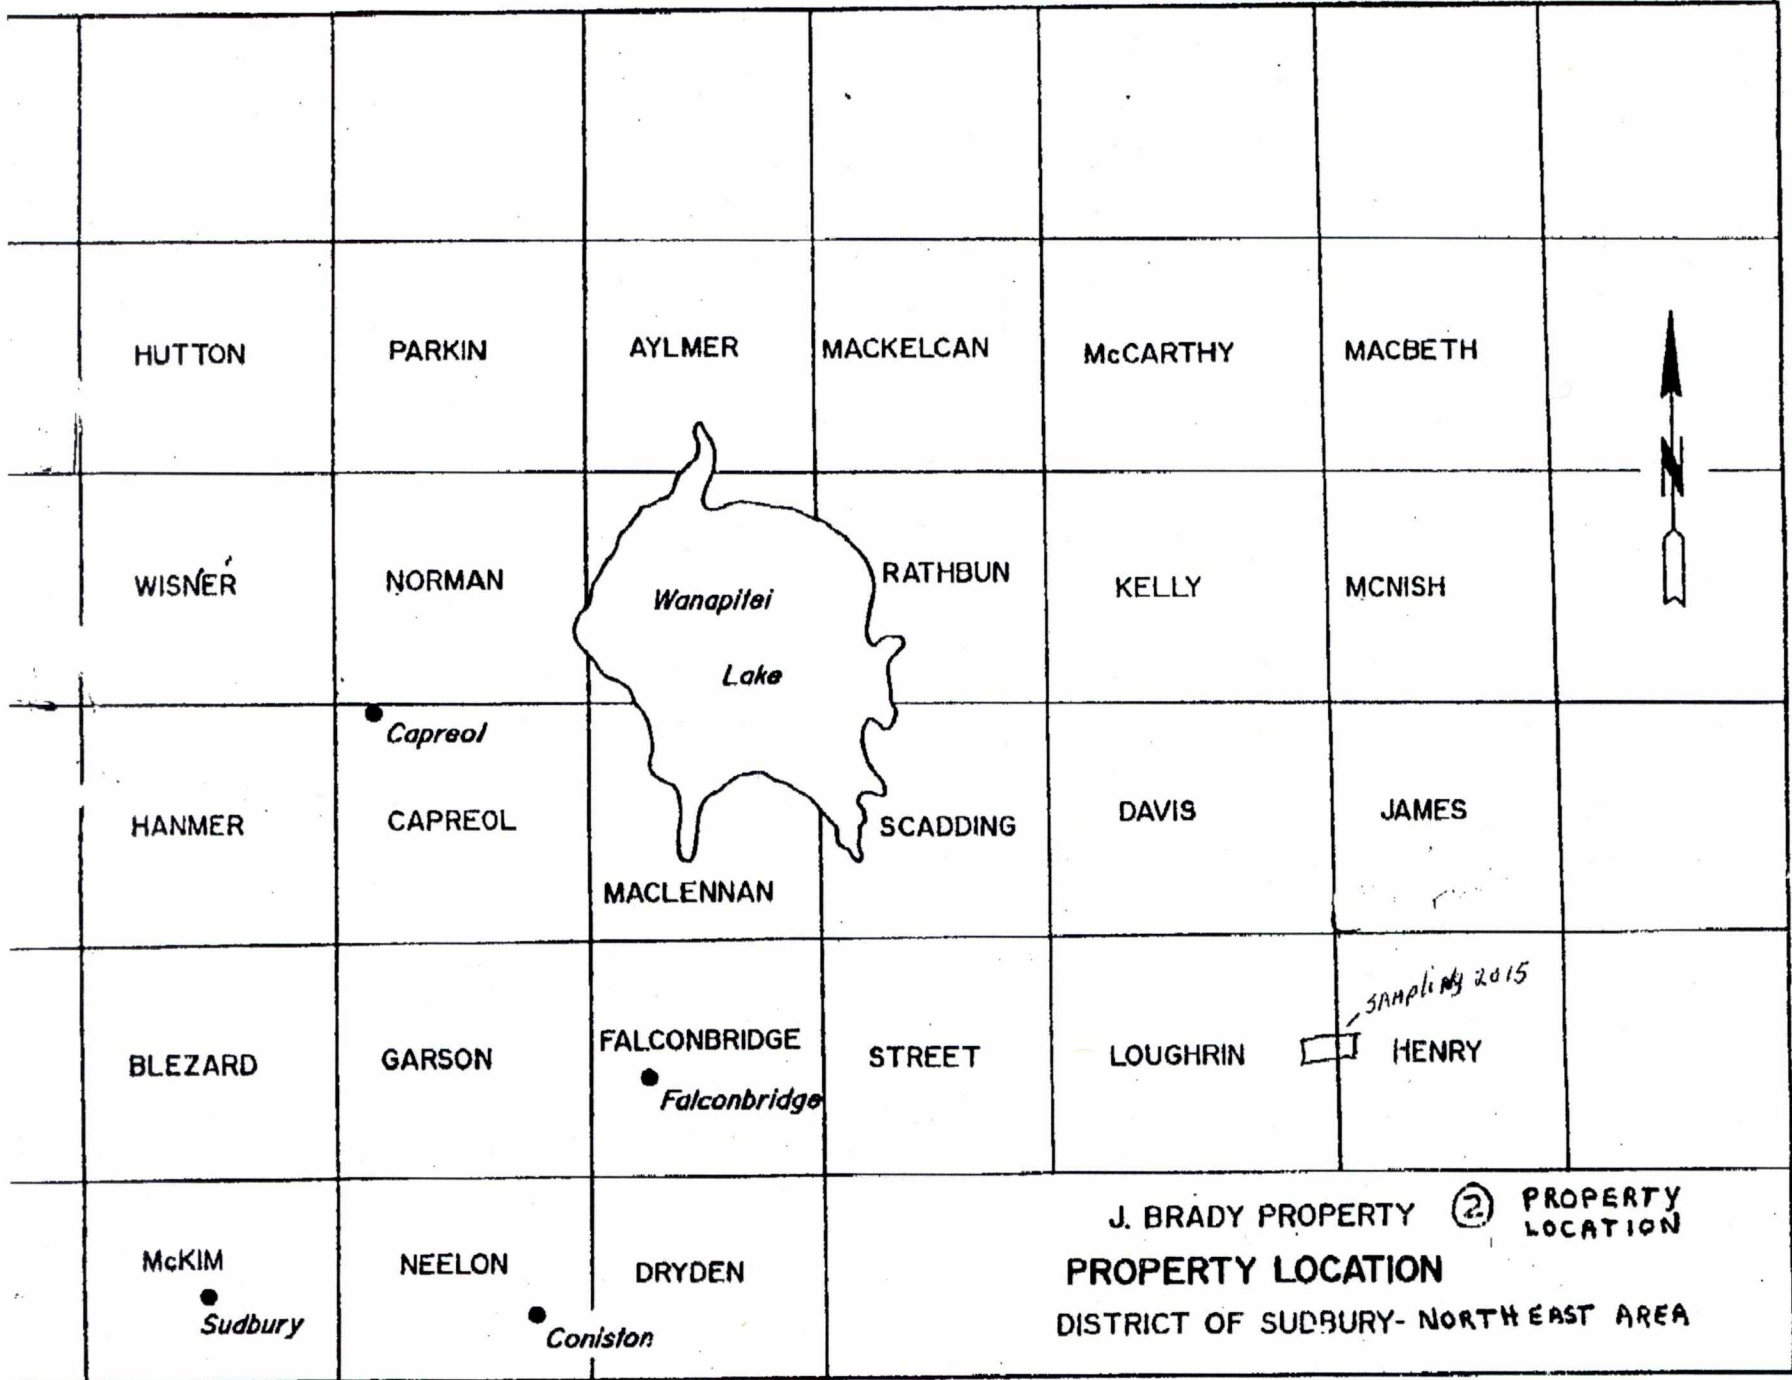 HUTTON
PARKIN
AYLMER
MACKELCAN
McCARTHY
MACBETH
N
WISNER
NORMAN
Wanapitei
Lake
RATHBUN
KELLY
MCNISH
Capreol
HANMER
CAPREOL
MACLENNAN
SCADDING
DAVIS
JAMES
SAMPliNg 2015
BLEZARD
GARSON
FALCONBRIDGE
Falconbridge
STREET
LOUGHRIN
HENRY
McKIM
Sudbury
NEELON
Coniston
DRYDEN
J. BRADY PROPERTY ② PROPERTY
LOCATION
PROPERTY LOCATION
DISTRICT OF SUDBURY- NORTHEAST AREA